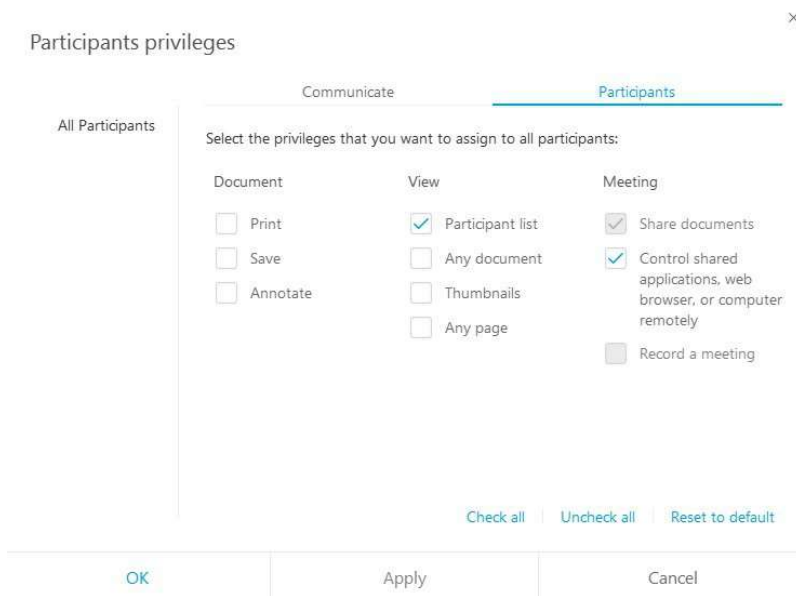 Participants privileges
Communicate
Participants
All Participants
Select the privileges that you want to assign to all participants:
Document
Print
Save
Annotate
View
Participant list
Any document
Thumbnails
Any page
Meeting
Share documents
Control shared
applications, web
browser, or computer
remotely
Record a meeting
Check all
Uncheck all
Reset to default
OK
Apply
Cancel